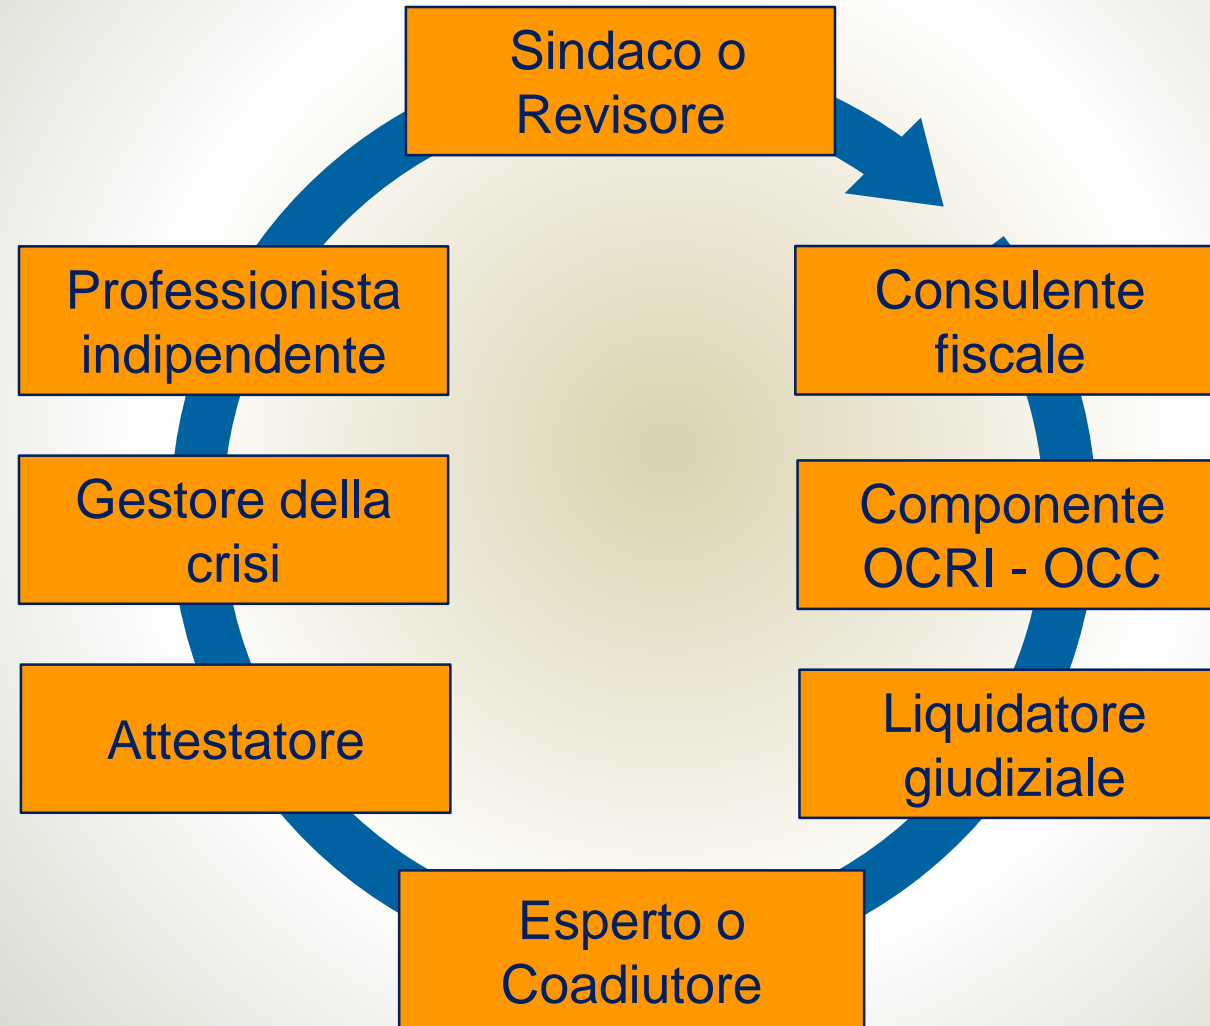 Sindaco o
Revisore
Professionista
indipendente
Consulente
fiscale
Gestore della
crisi
Componente
OCRI - OCC
Attestatore
Liquidatore
giudiziale
Esperto o
Coadiutore